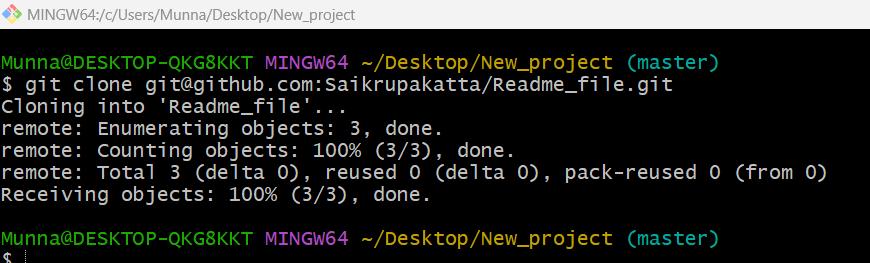 MINGW64:/c/Users/Munna/Desktop/New_project
Munna@DESKTOP-QKG8KKT MINGW64 ~/Desktop/New_project (master)
$ git clone git@github.com:Saikrupakatta/Readme_file.git
Cloning into 'Readme_file'...
remote: Enumerating objects: 3, done.
remote: Counting objects: 100% (3/3), done.
remote: Total 3 (delta 0), reused 0 (delta 0), pack-reused 0 (from 0)
Receiving objects: 100% (3/3), done.
Munna@DESKTOP-QKG8KKT MINGW64 ~/Desktop/New_project (master)
$